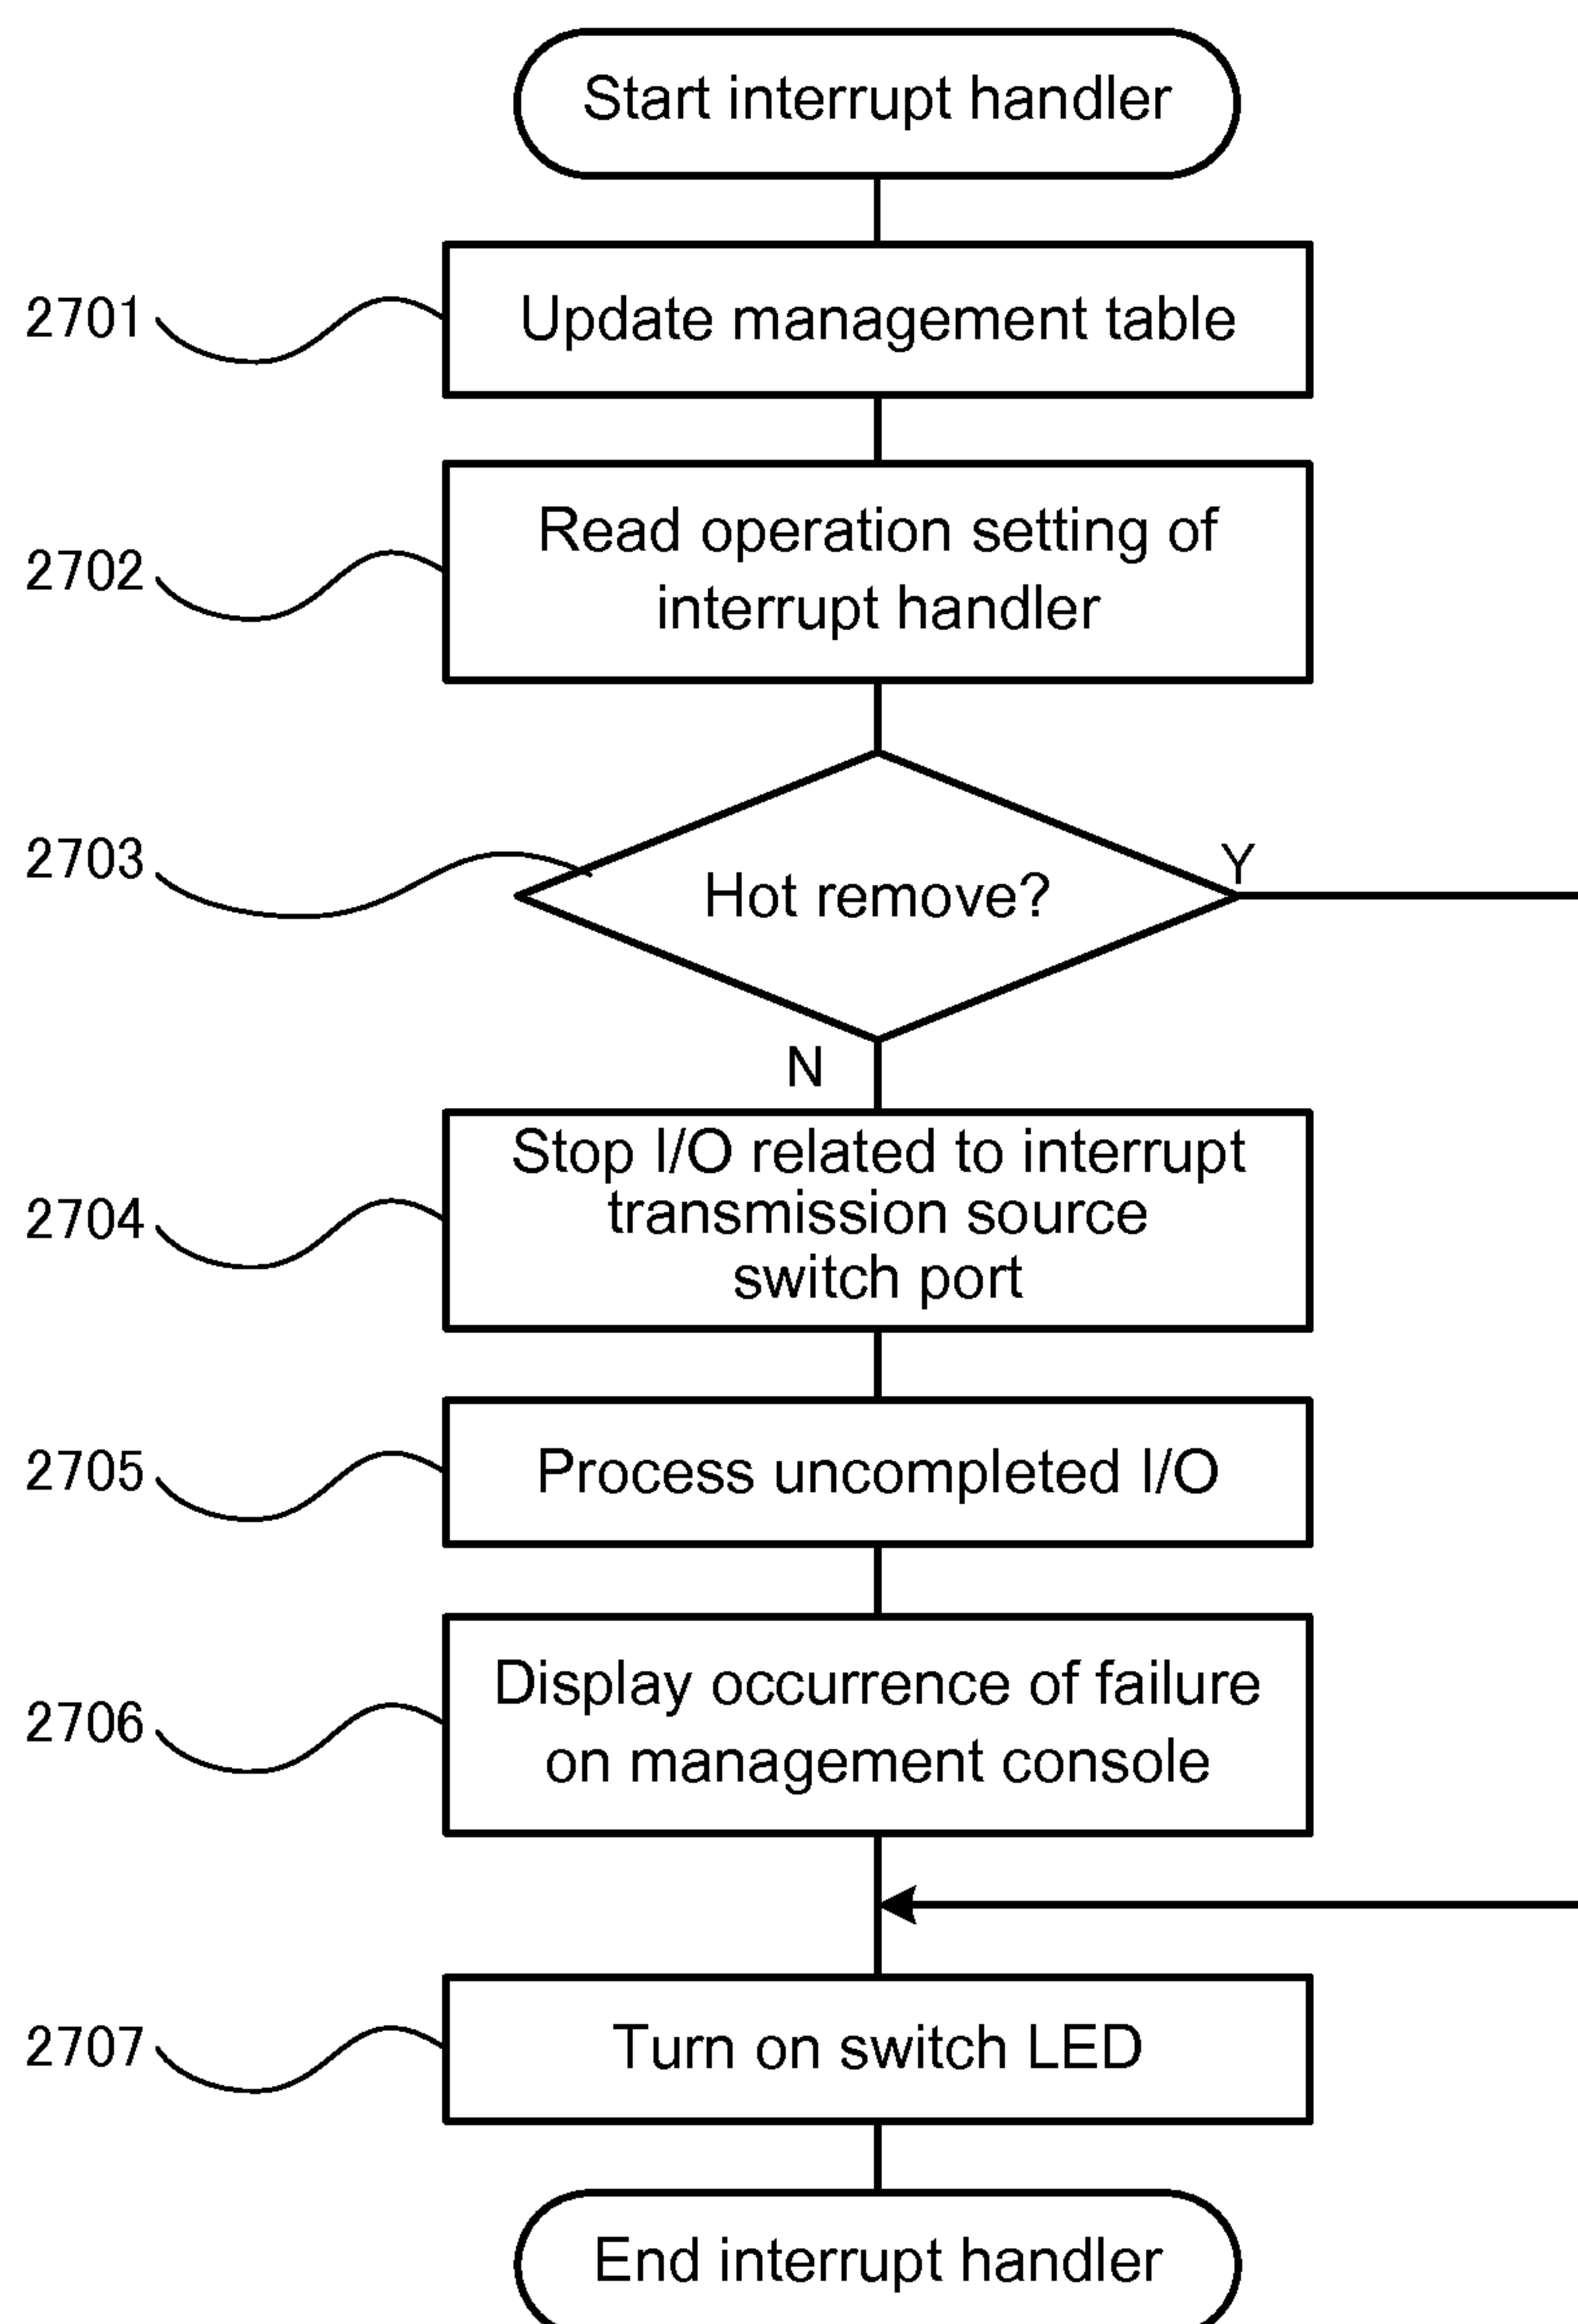 Start interrupt handler
2701
Update management table
2702
Read operation setting of
interrupt handler
2703
Hot remove?
Y
N
2704
Stop I/O related to interrupt
transmission source
switch port
2705
Process uncompleted I/O
2706
Display occurrence of failure
on management console
2707
Turn on switch LED
End interrupt handler